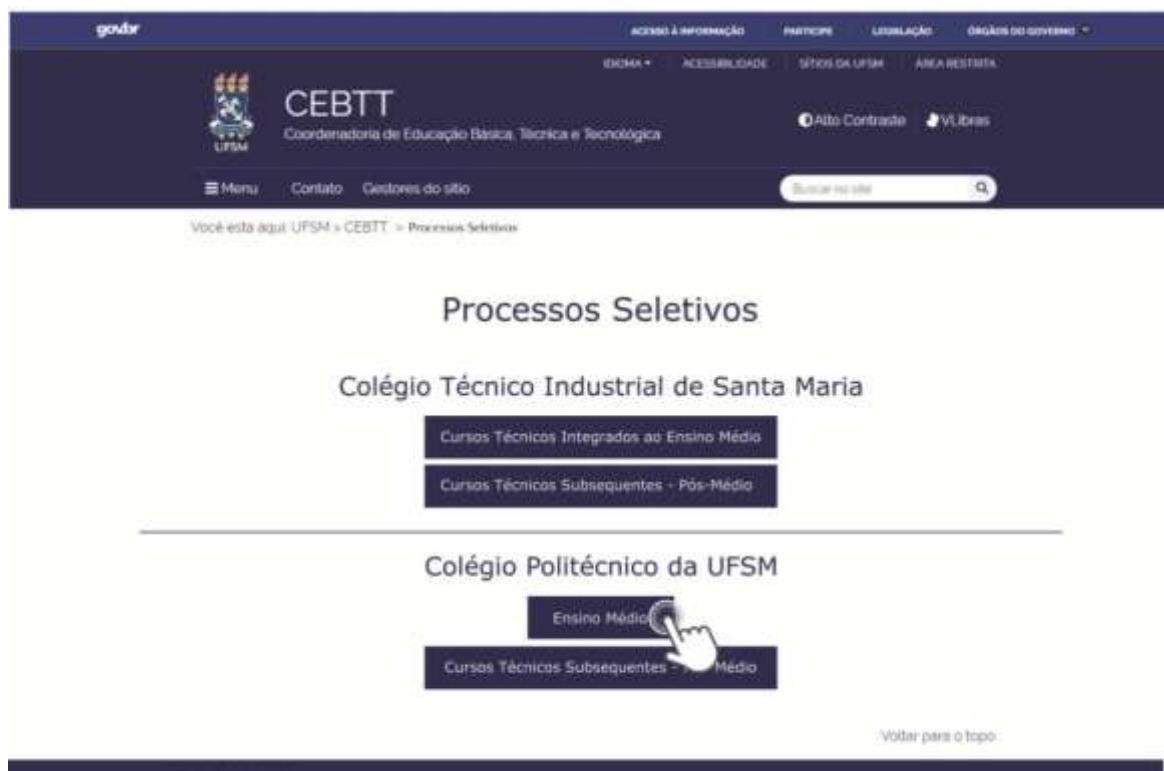 govbr
ACESSO À INFORMAÇÃO PARTICIPE LEGISLAÇÃO ÓRGÃOS DO GOVERNO
IDIOMA ACESSIBILIDADE SÍTIOS DA UFSM ÁREA RESTRITA
CEBTT
Coordenadoria de Educação Básica, Técnica e Tecnológica
UFSM
Alto Contraste VLibras
Menu Contato Gestores do sítio Buscar no site
Você está aqui: UFSM > CEBTT > Processos Seletivos
Processos Seletivos
Colégio Técnico Industrial de Santa Maria
Cursos Técnicos Integrados ao Ensino Médio
Cursos Técnicos Subsequentes - Pós-Médio
Colégio Politécnico da UFSM
Ensino Médio
Cursos Técnicos Subsequentes - Médio
Voltar para o topo